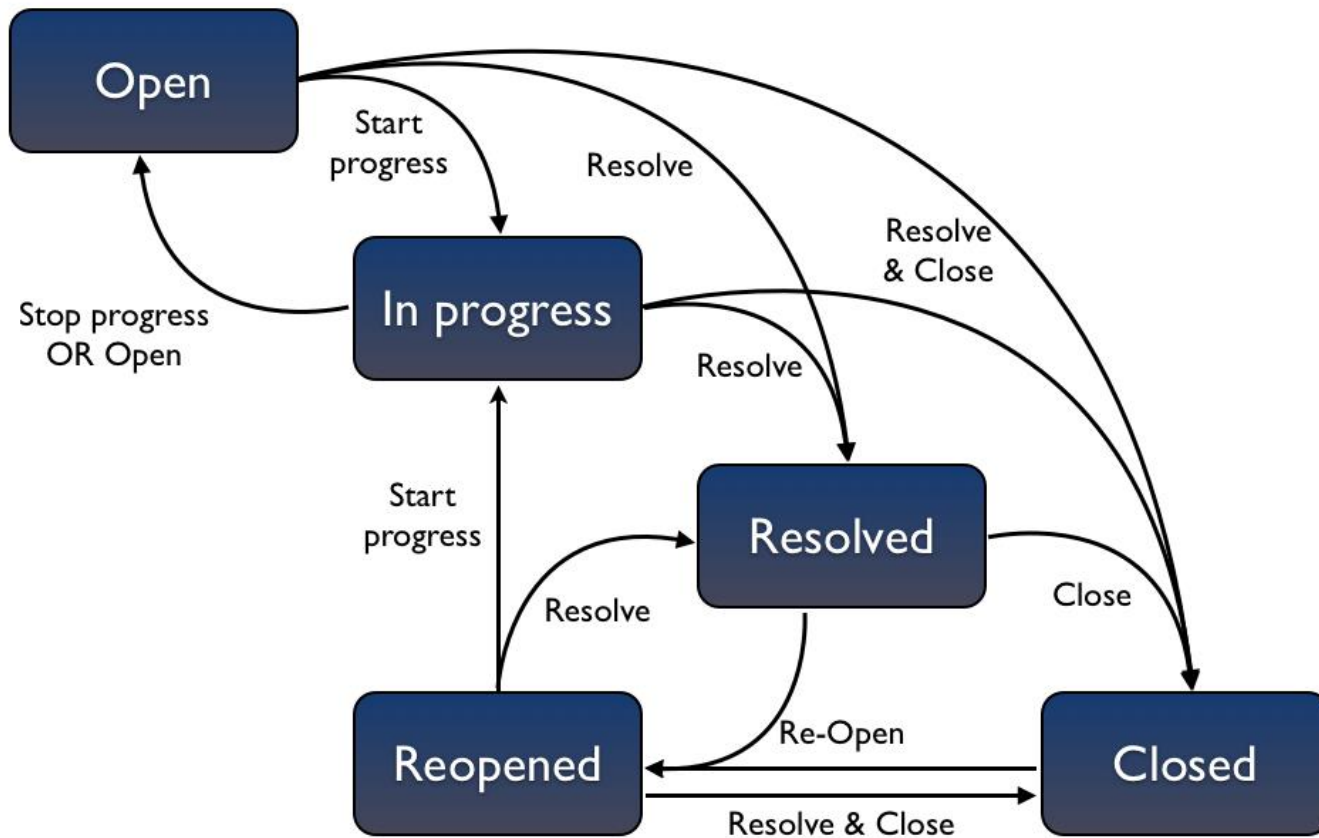 Open
Start
progress
Resolve
Resolve
& Close
In progress
Stop progress
OR Open
Resolve
Start
progress
Resolved
Resolve
Close
Re-Open
Reopened
Closed
Resolve & Close